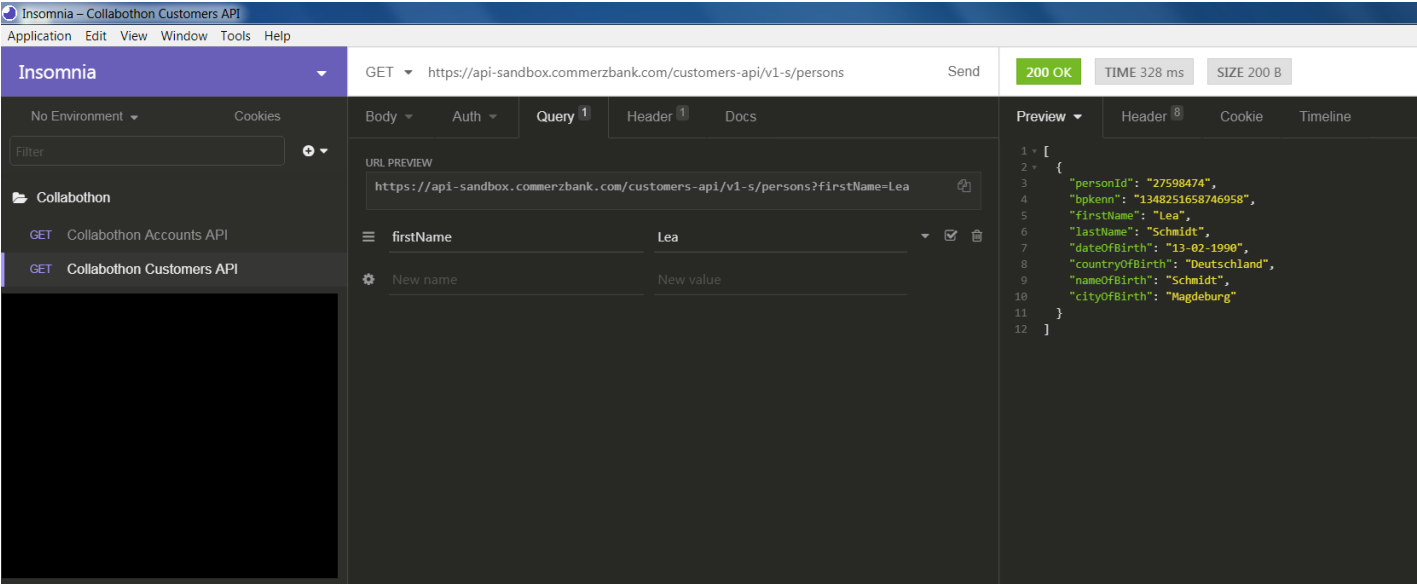 Insomnia – Collabothon Customers API
Application Edit View Window Tools Help
Insomnia
GET https://api-sandbox.commerzbank.com/customers-api/v1-s/persons Send
200 OK TIME 328 ms SIZE 200 B
No Environment Cookies
Body Auth Query 1 Header 1 Docs
Preview Header 8 Cookie Timeline
Filter
Collabothon
GET Collabothon Accounts API
GET Collabothon Customers API
URL PREVIEW
https://api-sandbox.commerzbank.com/customers-api/v1-s/persons?firstName=Lea
firstName Lea
New name New value
1 [
2 {
3 "personId": "27598474",
4 "bpkenn": "1348251658746958",
5 "firstName": "Lea",
6 "lastName": "Schmidt",
7 "dateOfBirth": "13-02-1990",
8 "countryOfBirth": "Deutschland",
9 "nameOfBirth": "Schmidt",
10 "cityOfBirth": "Magdeburg"
11 }
12 ]